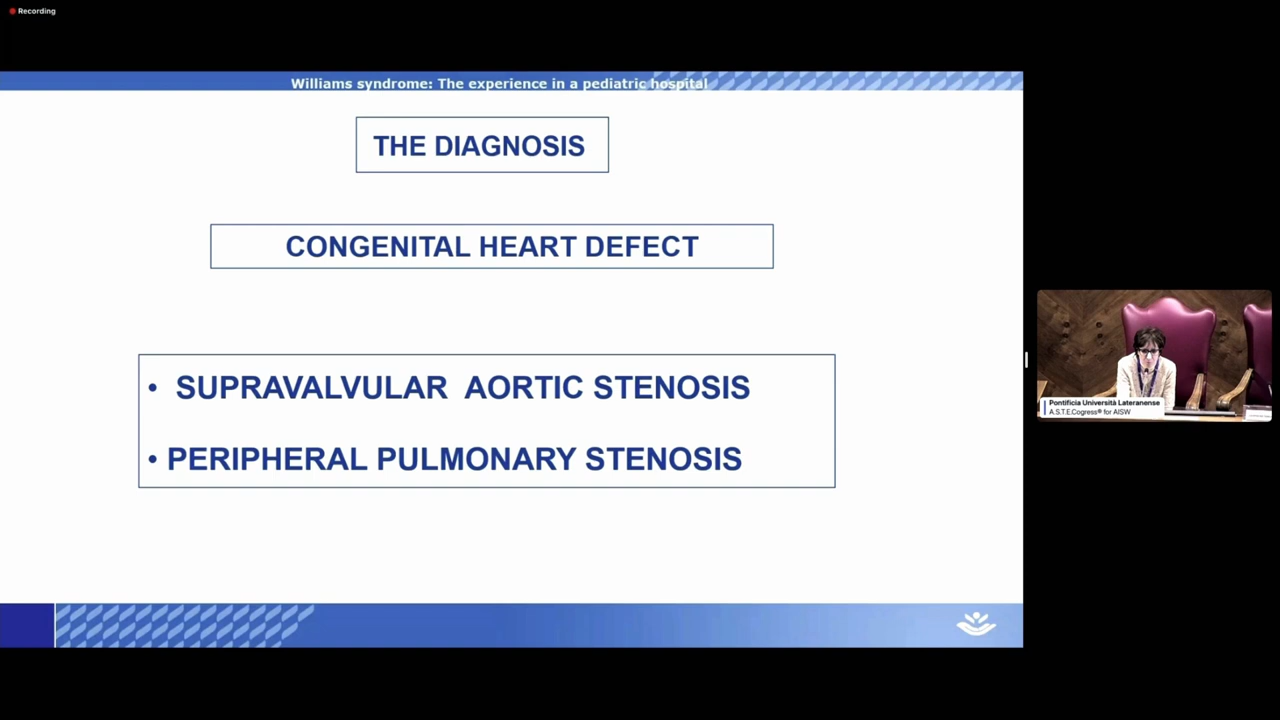 Recording
Williams syndrome: The experience in a pediatric hospital
THE DIAGNOSIS
CONGENITAL HEART DEFECT
• SUPRAVALVULAR AORTIC STENOSIS
• PERIPHERAL PULMONARY STENOSIS
Pontificia Università Lateranense
A.S.T.E.Cogress® for AISW